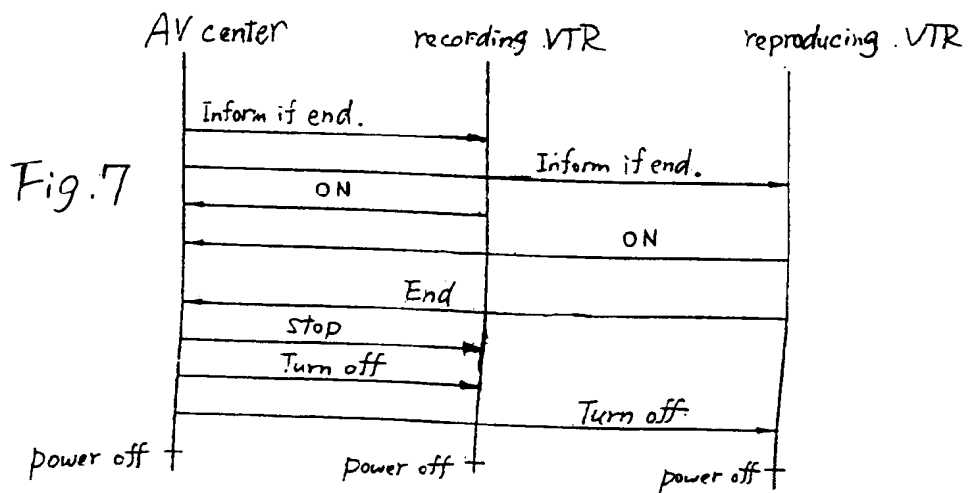 AV center
recording VTR
reproducing VTR
Inform if end.
Inform if end.
Fig. 7
ON
ON
End
stop
Turn off
Turn off
power off
power off
power off